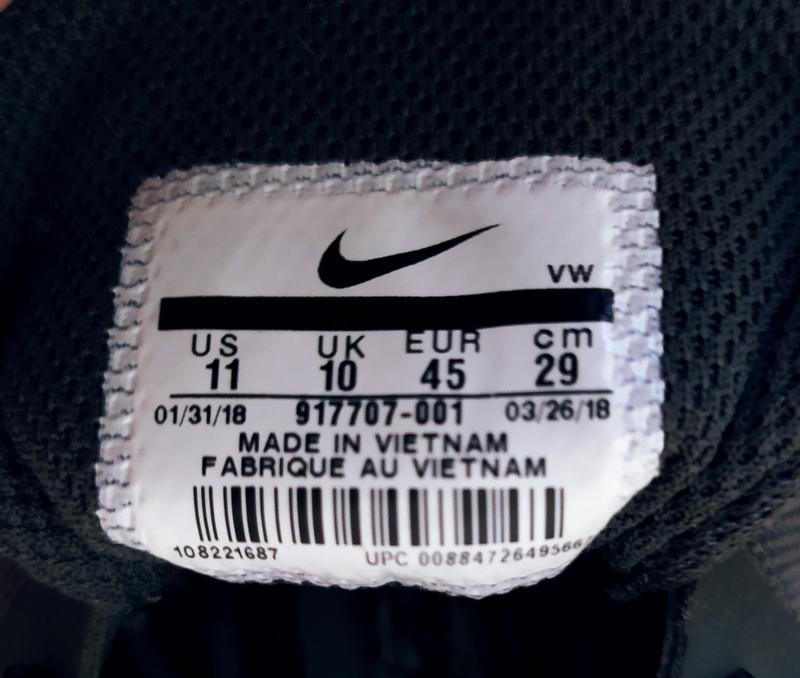 VW
US UK EUR cm
11 10 45 29
01/31/18 917707-001 03/26/18
MADE IN VIETNAM
FABRIQUE AU VIETNAM
108221687 UPC